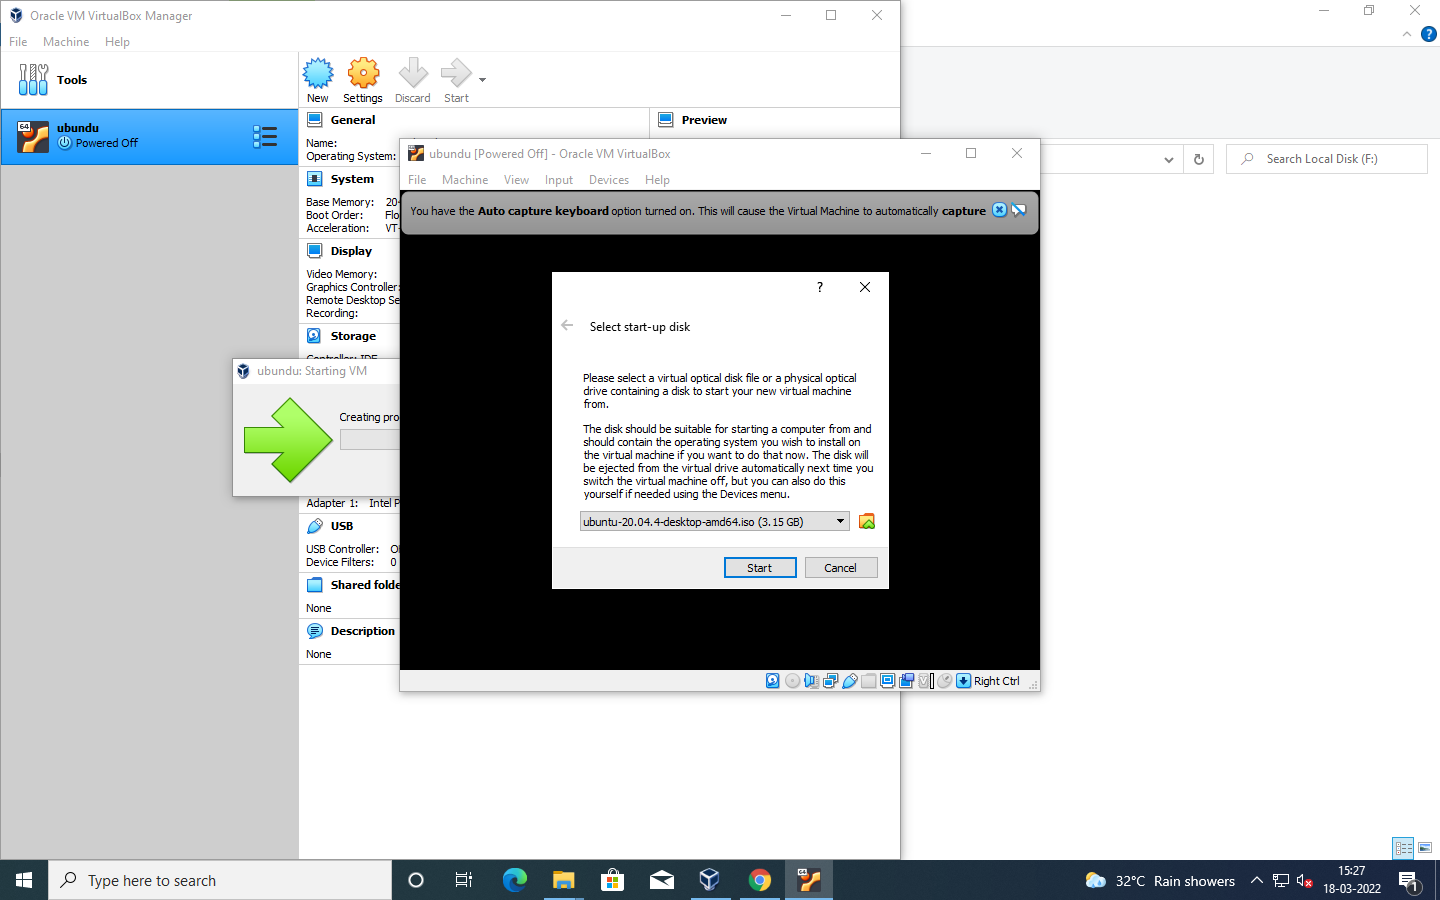 Oracle VM VirtualBox Manager
File Machine Help
Tools
New Settings Discard Start
64
ubundu
Powered Off
General
Name:
Operating System:
System
Base Memory: 204
Boot Order: Flo
Acceleration: VT-
Display
Video Memory:
Graphics Controller:
Remote Desktop Se
Recording:
Storage
Adapter 1: Intel P
USB
USB Controller: O
Device Filters: 0
Shared folde
None
Description
None
Preview
ubundu: Starting VM
Creating pro
ubundu [Powered Off] - Oracle VM VirtualBox
File Machine View Input Devices Help
You have the Auto capture keyboard option turned on. This will cause the Virtual Machine to automatically capture
?
Select start-up disk
Please select a virtual optical disk file or a physical optical
drive containing a disk to start your new virtual machine
from.
The disk should be suitable for starting a computer from and
should contain the operating system you wish to install on
the virtual machine if you want to do that now. The disk will
be ejected from the virtual drive automatically next time you
switch the virtual machine off, but you can also do this
yourself if needed using the Devices menu.
ubuntu-20.04.4-desktop-amd64.iso (3.15 GB)
Start Cancel
Right Ctrl
?
Search Local Disk (F:)
Type here to search
64
32°C Rain showers
15:27
18-03-2022
1